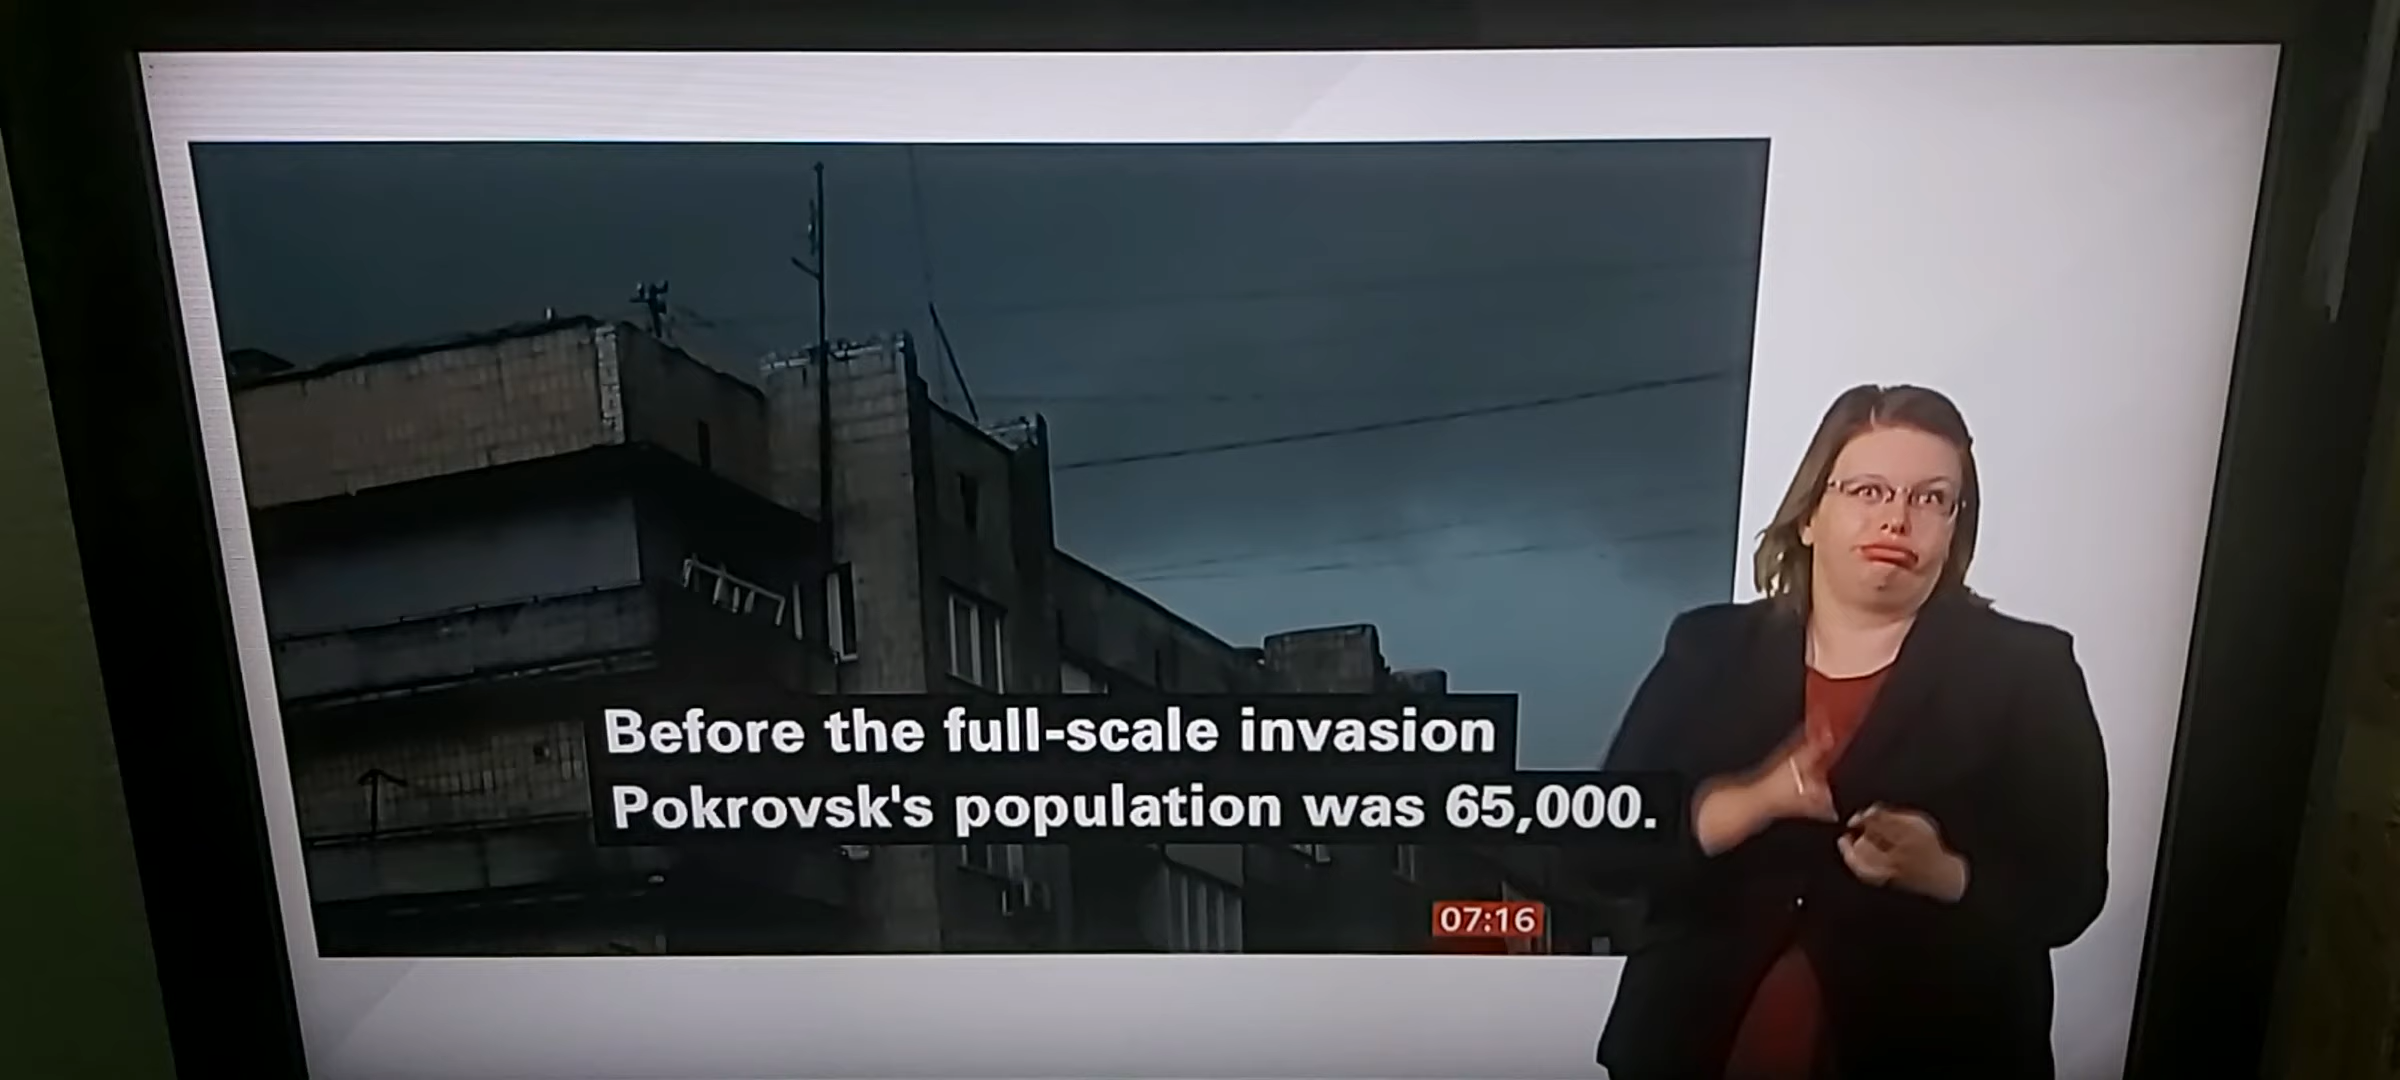 Before the full-scale invasion
Pokrovsk's population was 65,000.
07:16